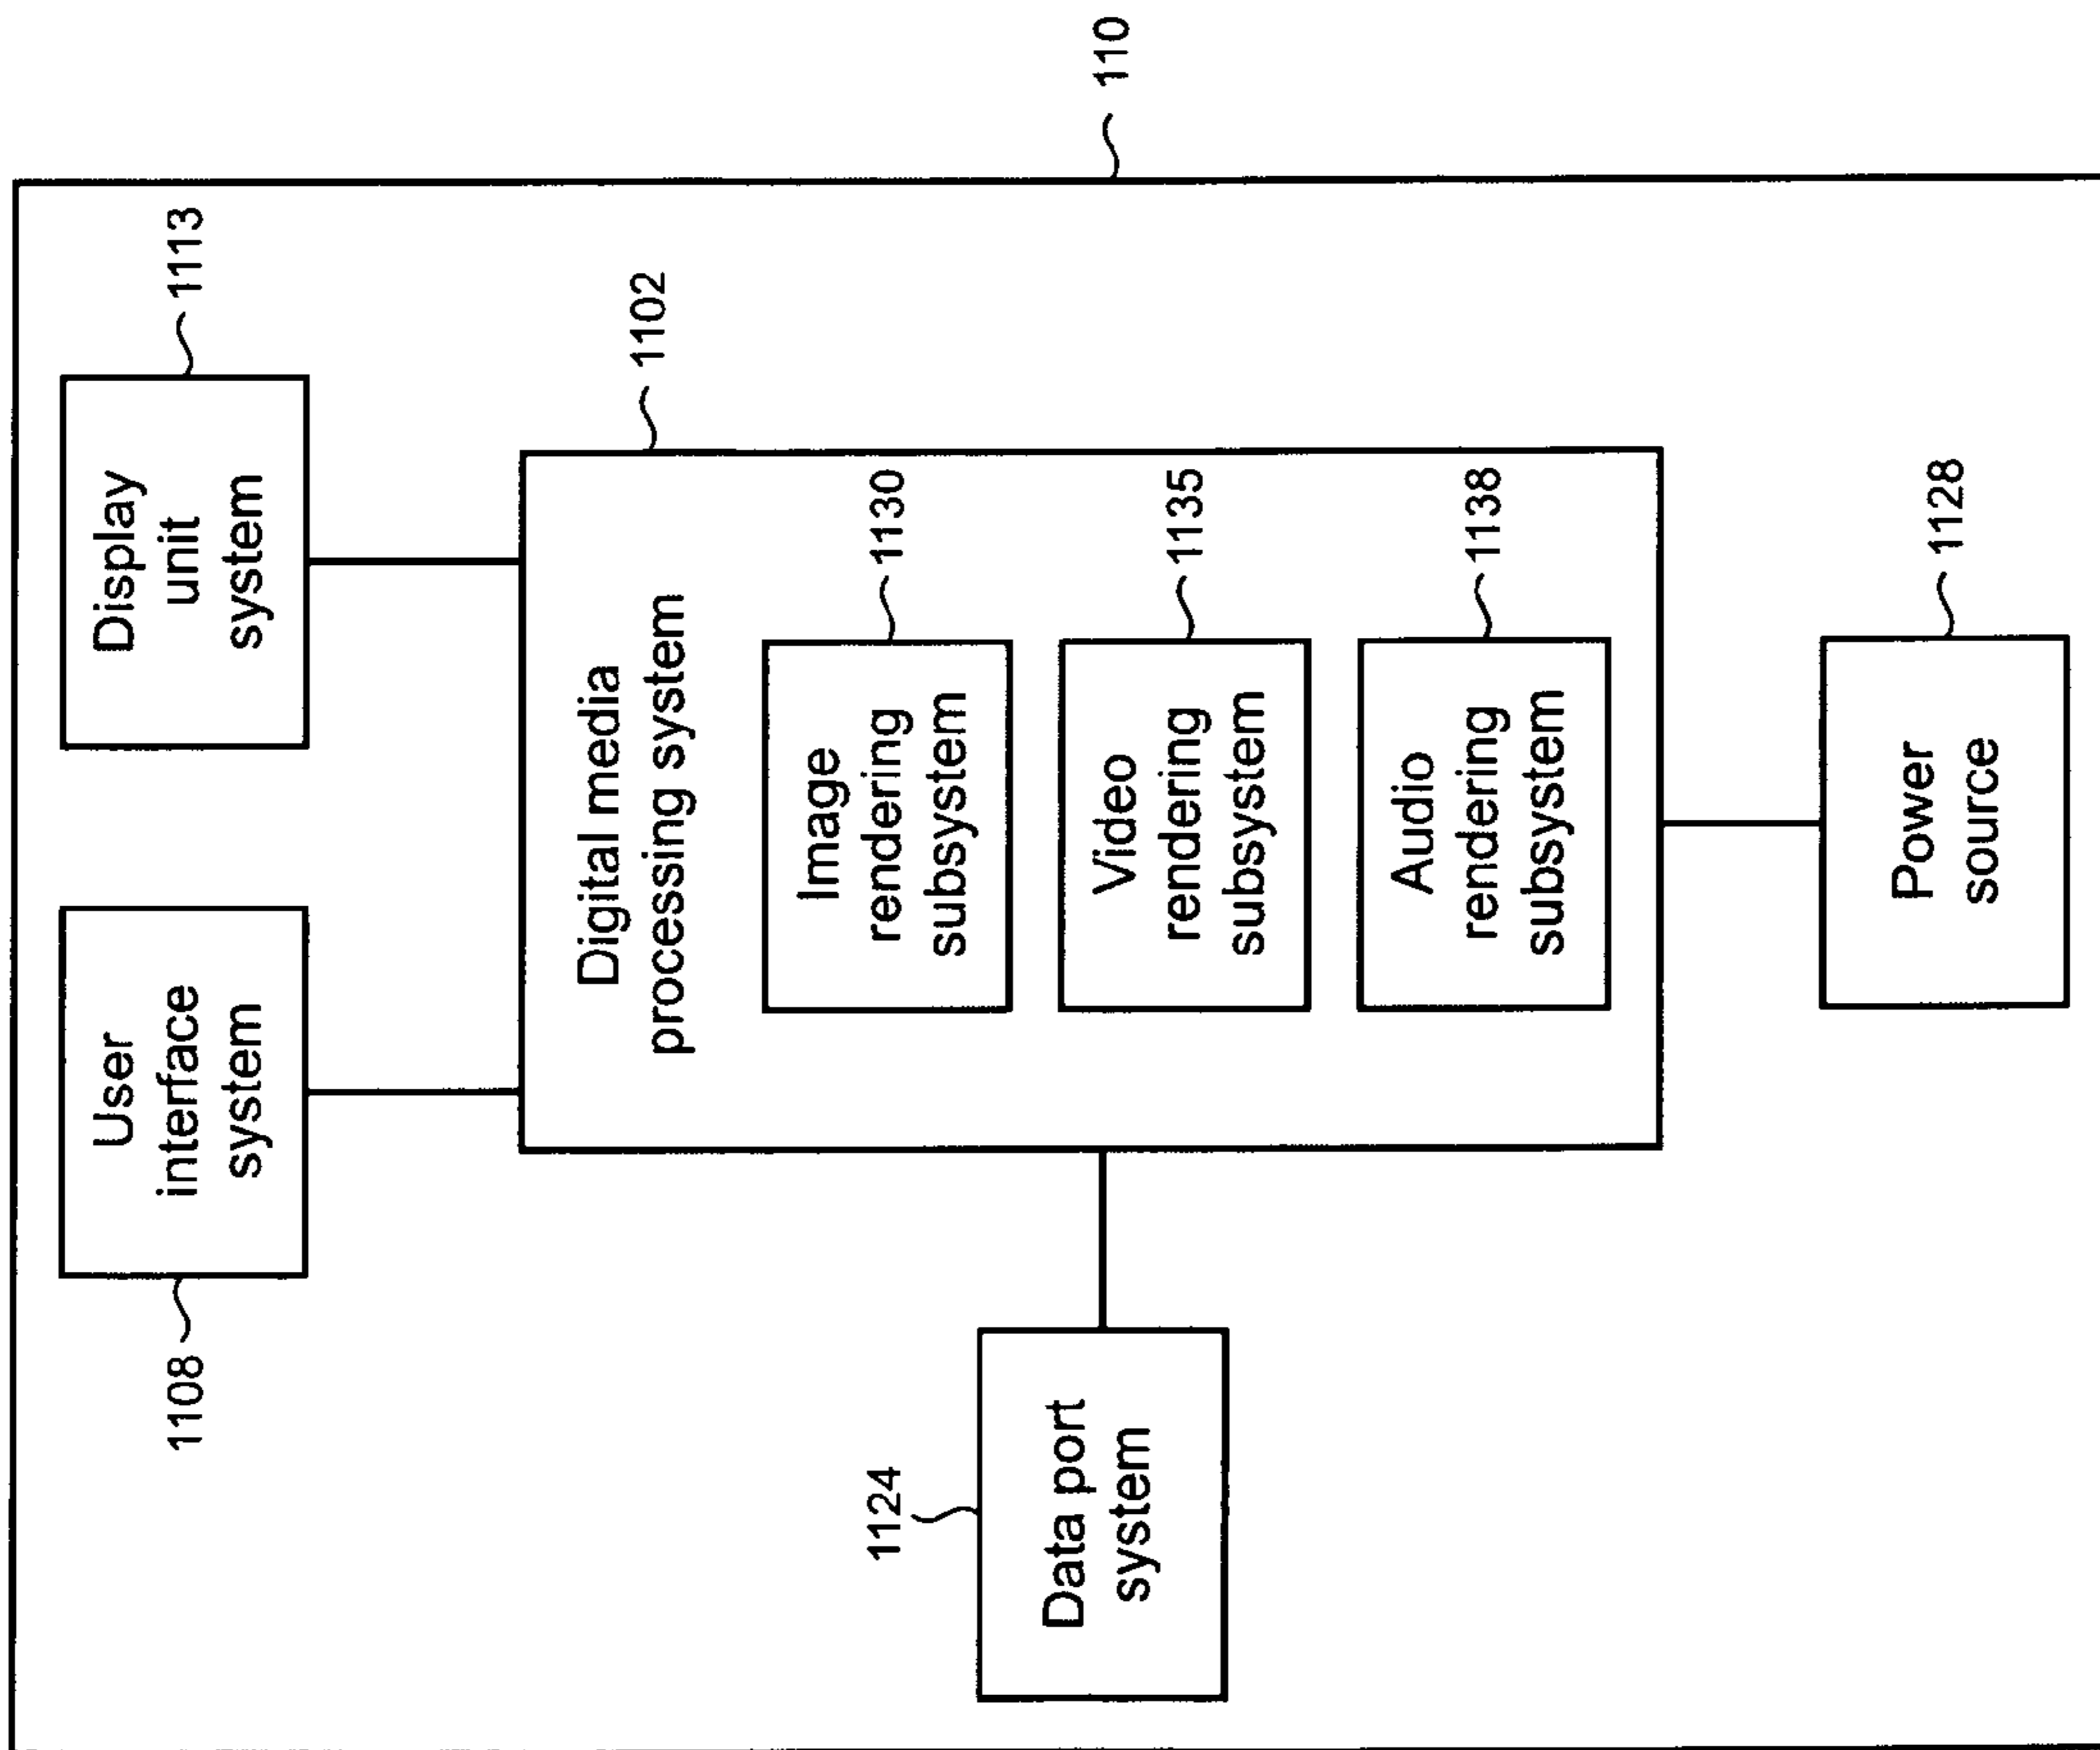 110
User
interface
system
1108
Display
unit
system
1113
Digital media
processing system
1102
Image
rendering
subsystem
1130
Video
rendering
subsystem
1135
Audio
rendering
subsystem
1138
1124
Data port
system
Power
source
1128